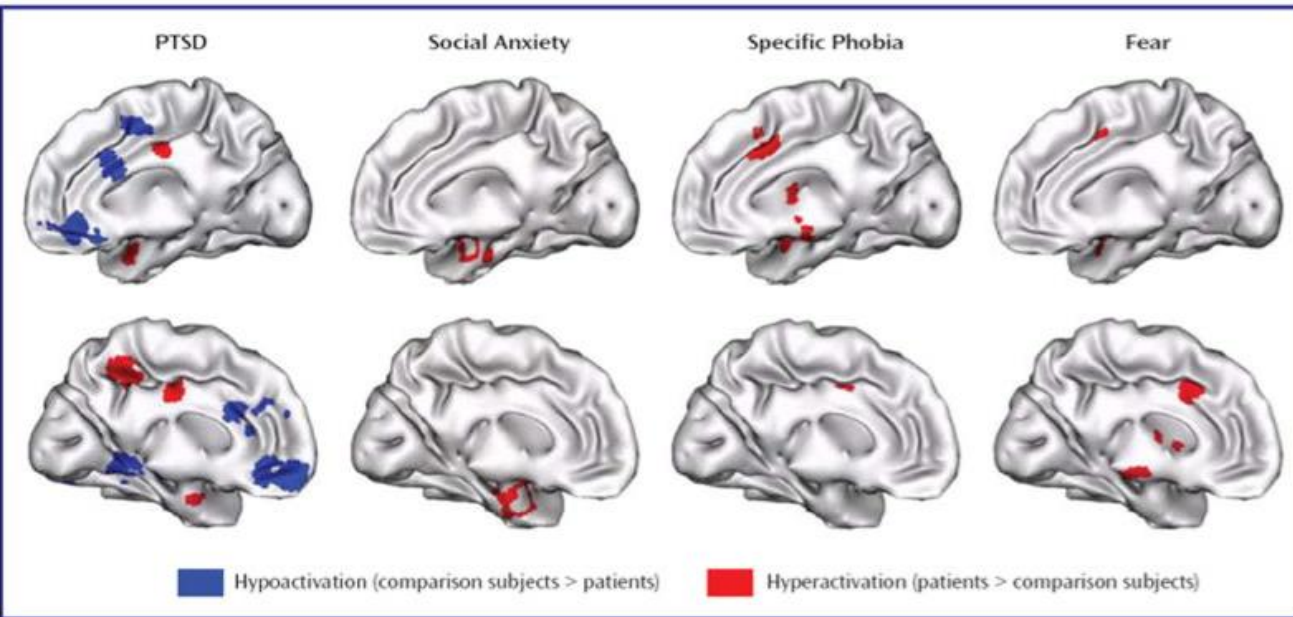 PTSD
Social Anxiety
Specific Phobia
Fear
Hypoactivation (comparison subjects > patients)
Hyperactivation (patients > comparison subjects)